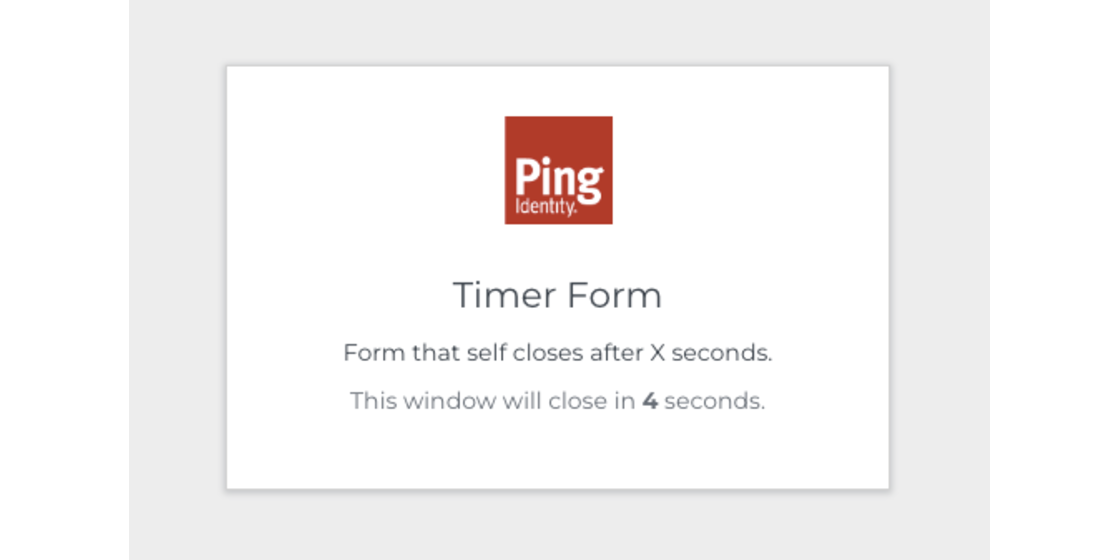 Ping
Identity.
Timer Form
Form that self closes after X seconds.
This window will close in 4 seconds.